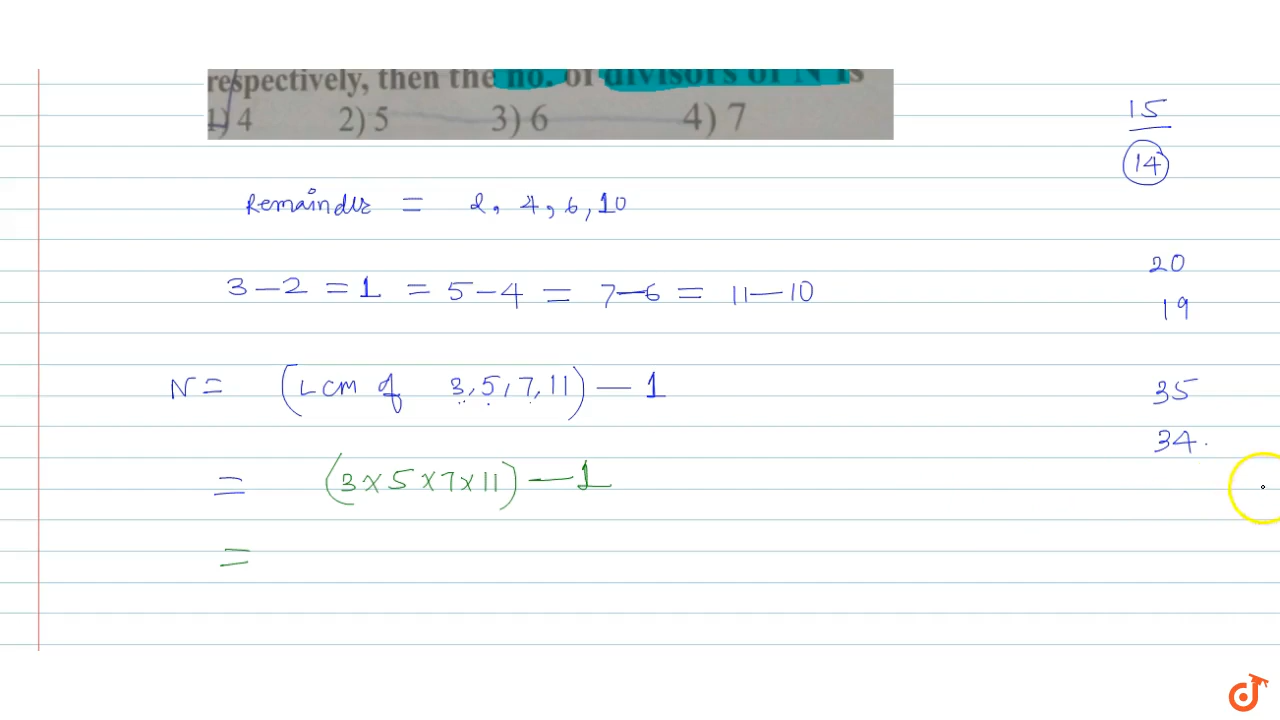 respectively, then the no. of divisors of N is
1) 4 2) 5 3) 6 4) 7
Remainder = 2, 4, 6, 10
3 - 2 = 1 = 5 - 4 = 7 - 6 = 11 - 10
N = (LCM of 3, 5, 7, 11) - 1
= (3 × 5 × 7 × 11) - 1
=
15
14
20
19
35
34.